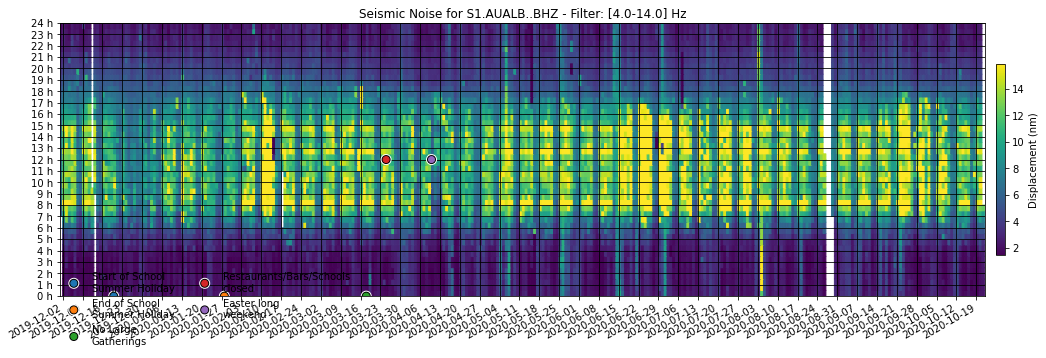 Seismic Noise for S1.AUALB..BHZ - Filter: [4.0-14.0] Hz
24 h
23 h
22 h
21 h
20 h
19 h
18 h
17 h
16 h
15 h
14 h
13 h
12 h
11 h
10 h
9 h
8 h
7 h
6 h
5 h
4 h
3 h
2 h
1 h
0 h
14
12
10
8
6
4
2
Displacement (nm)
Start of School
Summer Holiday
End of School
Summer Holiday
No Large
Gatherings
Restaurants/Bars/Schools
closed
Easter long
weekend
2019-12-02
2020-02-24
2020-03-02
2020-03-09
2020-03-16
2020-03-23
2020-03-30
2020-04-06
2020-04-13
2020-04-20
2020-04-27
2020-05-04
2020-05-11
2020-05-18
2020-05-25
2020-06-01
2020-06-08
2020-06-15
2020-06-22
2020-06-29
2020-07-06
2020-07-13
2020-07-20
2020-07-27
2020-08-03
2020-08-10
2020-08-17
2020-08-24
2020-08-31
2020-09-07
2020-09-14
2020-09-21
2020-09-28
2020-10-05
2020-10-12
2020-10-19